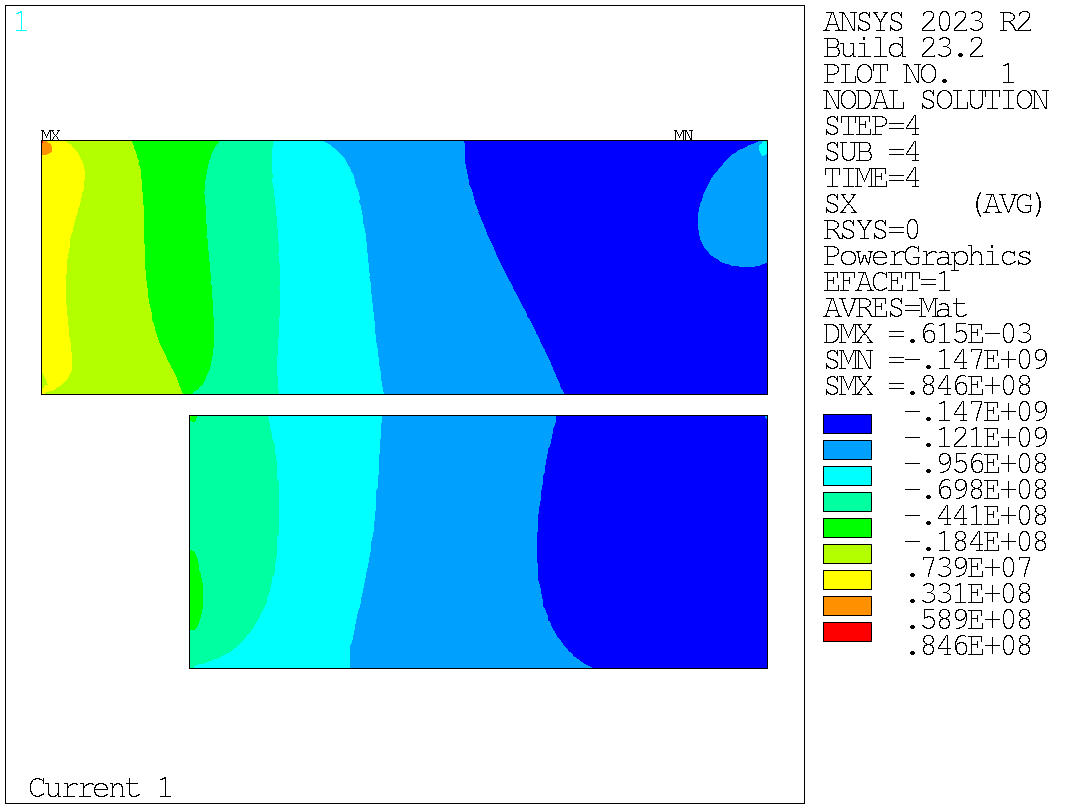 1
MX
MN
Current 1
ANSYS 2023 R2
Build 23.2
PLOT NO. 1
NODAL SOLUTION
STEP=4
SUB =4
TIME=4
SX (AVG)
RSYS=0
PowerGraphics
EFACET=1
AVRES=Mat
DMX =.615E-03
SMN =-.147E+09
SMX =.846E+08
-.147E+09
-.121E+09
-.956E+08
-.698E+08
-.441E+08
-.184E+08
.739E+07
.331E+08
.589E+08
.846E+08